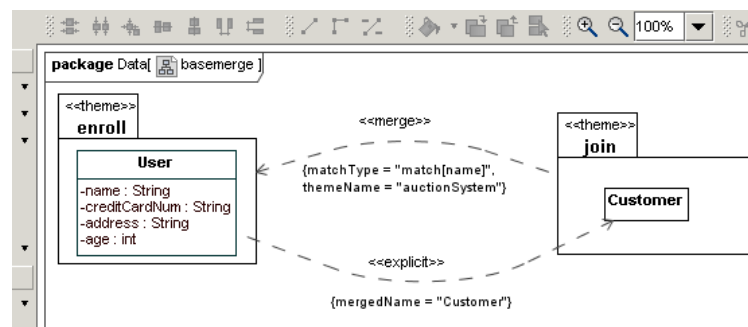 100%
package Data[ basemerge ]
<<theme>>
enroll
User
-name : String
-creditCardNum : String
-address : String
-age : int
<<merge>>
{matchType = "match[name]",
themeName = "auctionSystem"}
<<theme>>
join
Customer
<<explicit>>
{mergedName = "Customer"}